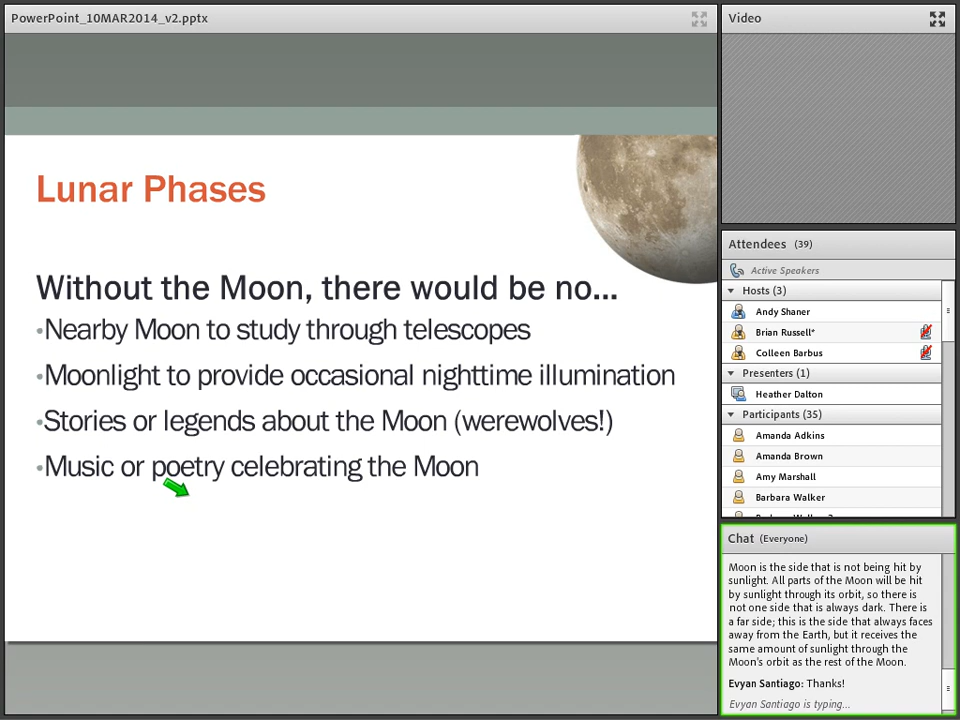 PowerPoint_10MAR2014_v2.pptx
Lunar Phases
Without the Moon, there would be no...
•Nearby Moon to study through telescopes
•Moonlight to provide occasional nighttime illumination
•Stories or legends about the Moon (werewolves!)
•Music or poetry celebrating the Moon
Video
Attendees (39)
Active Speakers
Hosts (3)
Andy Shaner
Brian Russell*
Colleen Barbus
Presenters (1)
Heather Dalton
Participants (35)
Amanda Adkins
Amanda Brown
Amy Marshall
Barbara Walker
Chat (Everyone)
Moon is the side that is not being hit by
sunlight. All parts of the Moon will be hit
by sunlight through its orbit, so there is
not one side that is always dark. There is
a far side; this is the side that always faces
away from the Earth, but it receives the
same amount of sunlight through the
Moon's orbit as the rest of the Moon.
Evyan Santiago: Thanks!
Evyan Santiago is typing...